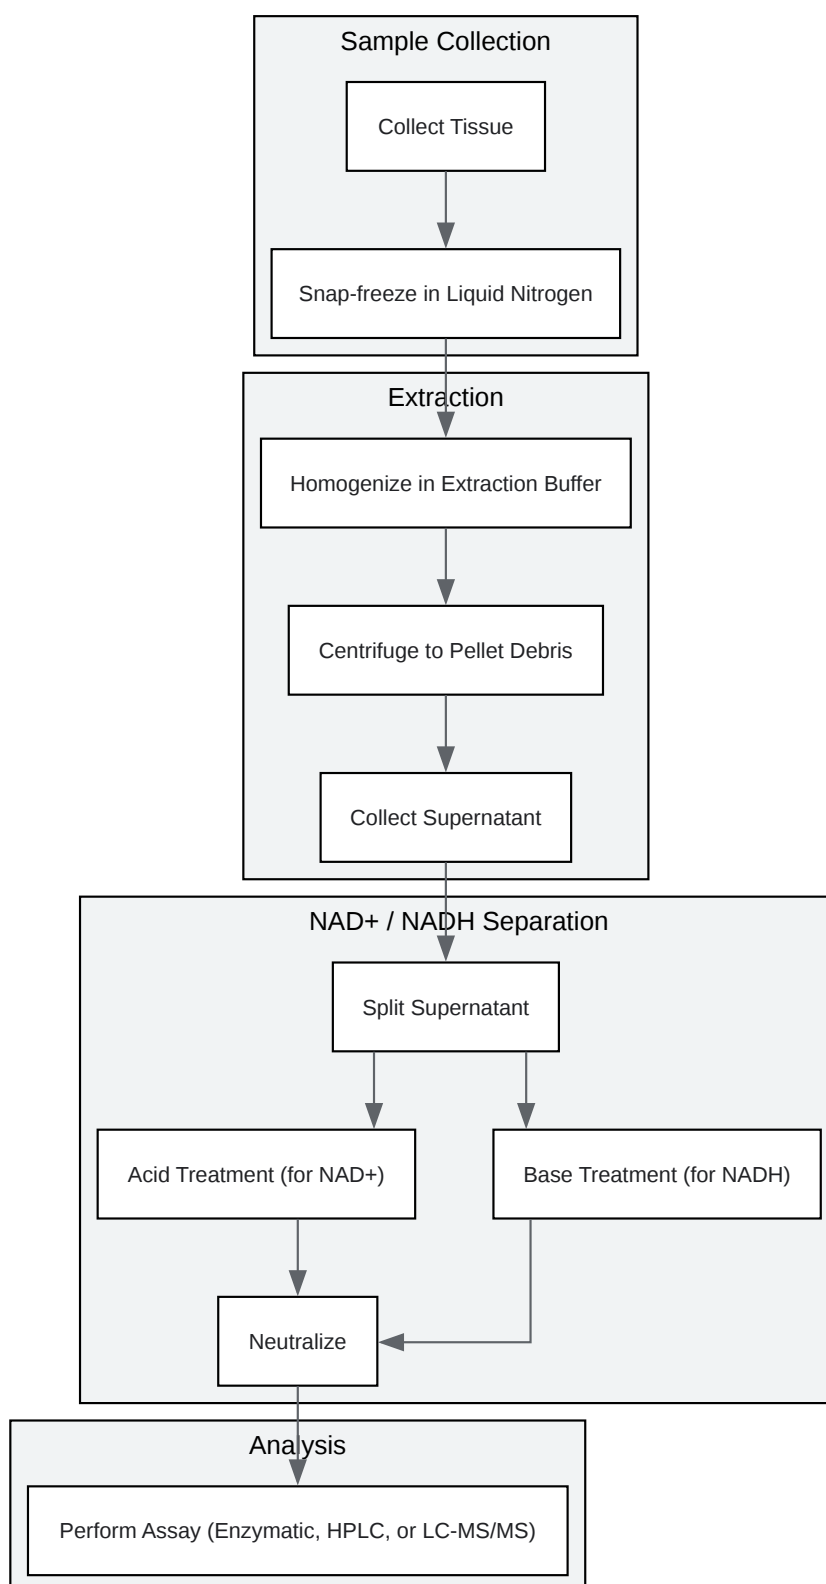 Sample Collection
Collect Tissue
Snap-freeze in Liquid Nitrogen
Extraction
Homogenize in Extraction Buffer
Centrifuge to Pellet Debris
Collect Supernatant
NAD+ / NADH Separation
Split Supernatant
Acid Treatment (for NAD+)
Base Treatment (for NADH)
Neutralize
Analysis
Perform Assay (Enzymatic, HPLC, or LC-MS/MS)